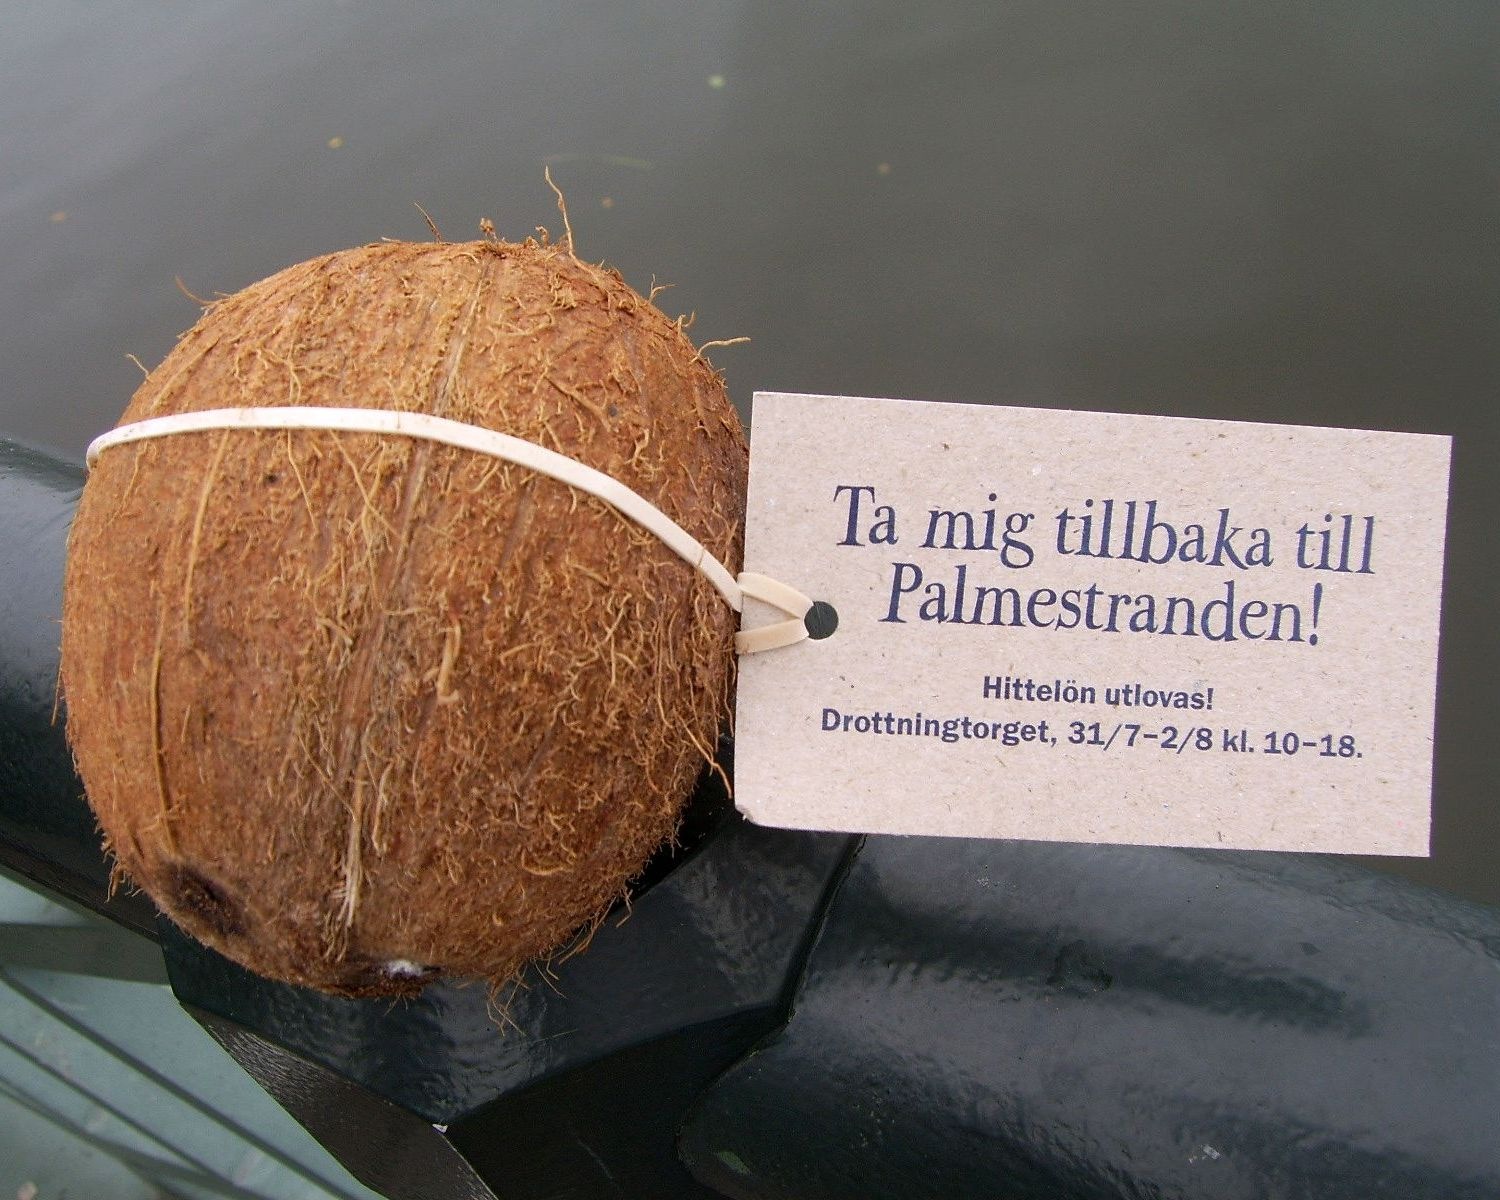 Ta mig tillbaka till
Palmestranden!
Hittelön utlovas!
Drottningtorget, 31/7–2/8 kl. 10–18.